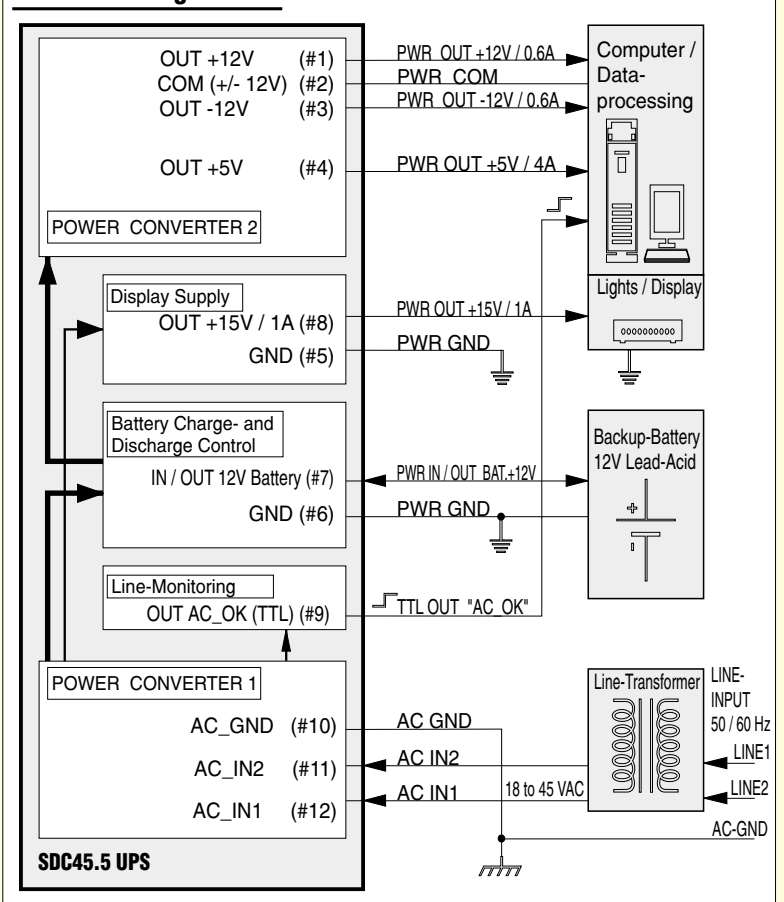 OUT +12V (#1)
COM (+/- 12V) (#2)
OUT -12V (#3)
OUT +5V (#4)
POWER CONVERTER 2
PWR OUT +12V / 0.6A
PWR COM
PWR OUT -12V / 0.6A
PWR OUT +5V / 4A
Computer /
Data-
processing
Display Supply
OUT +15V / 1A (#8)
GND (#5)
PWR OUT +15V / 1A
PWR GND
Lights / Display
Battery Charge- and
Discharge Control
IN / OUT 12V Battery (#7)
GND (#6)
PWR IN / OUT BAT.+12V
PWR GND
Backup-Battery
12V Lead-Acid
+
-
Line-Monitoring
OUT AC_OK (TTL) (#9)
TTL OUT "AC_OK"
POWER CONVERTER 1
AC_GND (#10)
AC_IN2 (#11)
AC_IN1 (#12)
AC GND
AC IN2
AC IN1
18 to 45 VAC
Line-Transformer
LINE-
INPUT
50 / 60 Hz
LINE1
LINE2
AC-GND
SDC45.5 UPS